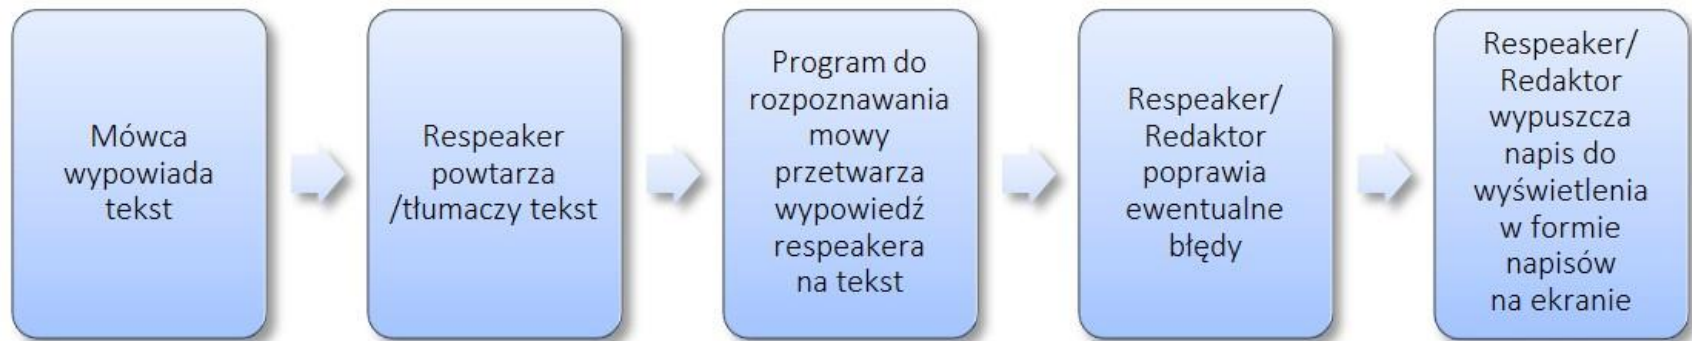 Mówca
wypowiada
tekst
Respeaker
powtarza
/tłumaczy tekst
Program do
rozpoznawania
mowy
przetwarza
wypowiedź
respeakera
na tekst
Respeaker/
Redaktor
poprawia
ewentualne
błędy
Respeaker/
Redaktor
wypuszcza
napis do
wyświetlenia
w formie
napisów
na ekranie